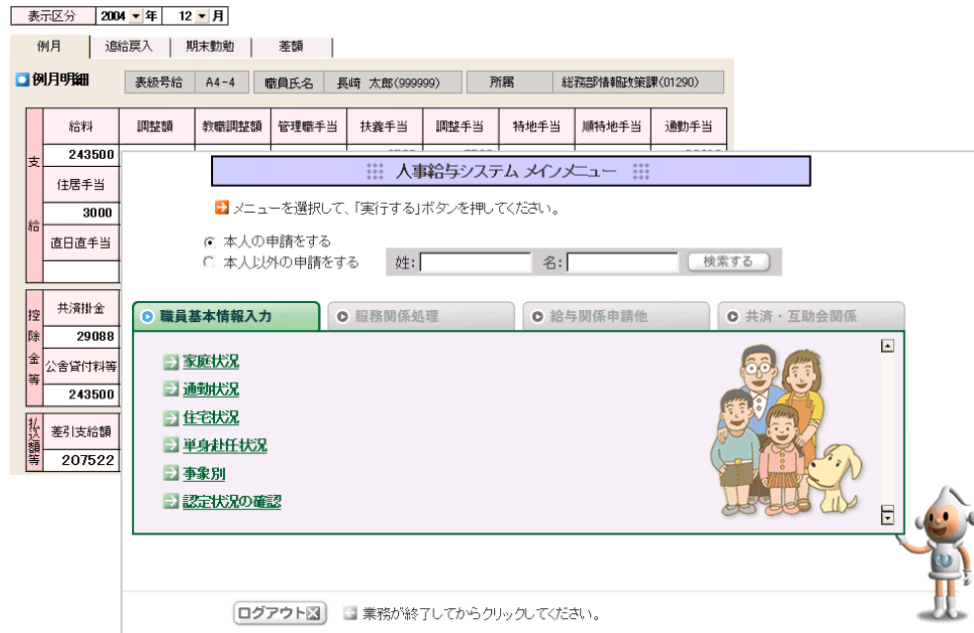 表示区分 2004 年 12 月
例月 追給戻入 期末勤勉 差額
例月明細 表級号給 A4-4 職員氏名 長崎 太郎(999999) 所属 総務部情報政策課(01290)
支給
給料 調整額 教職調整額 管理職手当 扶養手当 調整手当 特地手当 順特地手当 通勤手当
243500
住居手当
3000
直日直手当
控除金等
共済掛金
29088
公舎貸付料等
243500
払込額等
差引支給額
207522
人事給与システム メインメニュー
メニューを選択して、「実行する」ボタンを押してください。
本人の申請をする
本人以外の申請をする 姓: 名: 検索する
職員基本情報入力 服務関係処理 給与関係申請他 共済・互助会関係
家庭状況
通勤状況
住宅状況
単身赴任状況
事象別
認定状況の確認
ログアウト 業務が終了してからクリックしてください。